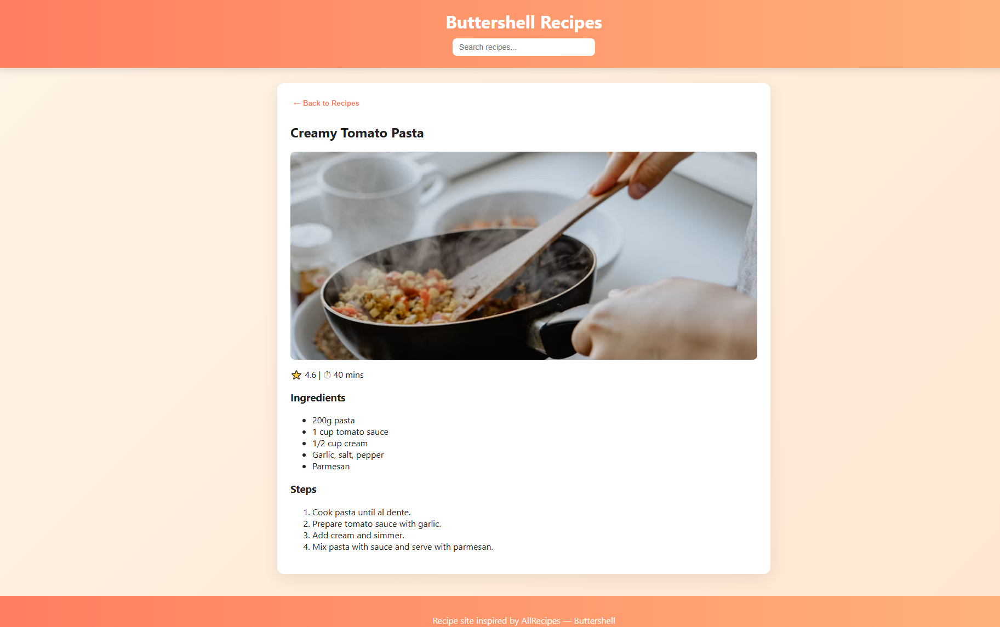 Buttershell Recipes
Search recipes...
← Back to Recipes
Creamy Tomato Pasta
⭐ 4.6 | ⏱ 40 mins
Ingredients
• 200g pasta
• 1 cup tomato sauce
• 1/2 cup cream
• Garlic, salt, pepper
• Parmesan
Steps
1. Cook pasta until al dente.
2. Prepare tomato sauce with garlic.
3. Add cream and simmer.
4. Mix pasta with sauce and serve with parmesan.
Recipe site inspired by AllRecipes — Buttershell